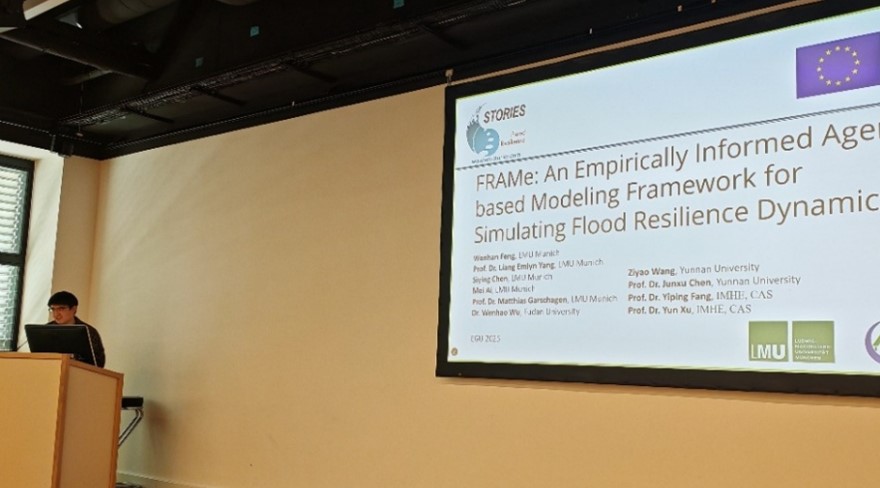 STORIES
FRAMe: An Empirically Informed Age
based Modeling Framework for
Simulating Flood Resilience Dynamic
Wenhan Feng, LMU Munich
Prof. Dr. Liang Emlyn Yang, LMU Munich
Siying Chen, LMU Munich
Mei Ai, LMU Munich
Prof. Dr. Matthias Garschagen, LMU Munich
Dr. Wenhao Wu, Fudan University
Ziyao Wang, Yunnan University
Prof. Dr. Junxu Chen, Yunnan University
Prof. Dr. Yiping Fang, IMHE, CAS
Prof. Dr. Yun Xu, IMHE, CAS
EGU 2025
LMU